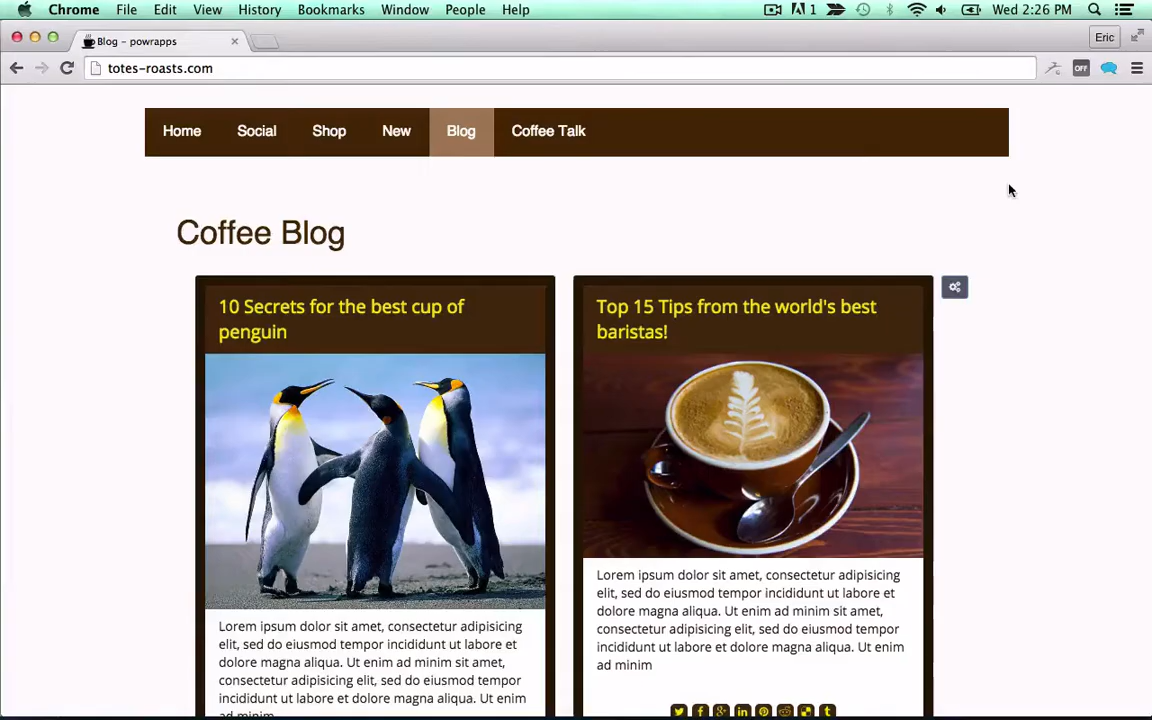 Chrome File Edit View History Bookmarks Window People Help 1 Wed 2:26 PM
Blog - powrapps Eric
totes-roasts.com OFF
Home Social Shop New Blog Coffee Talk
Coffee Blog
10 Secrets for the best cup of
penguin
Lorem ipsum dolor sit amet, consectetur adipisicing
elit, sed do eiusmod tempor incididunt ut labore et
dolore magna aliqua. Ut enim ad minim sit amet,
consectetur adipisicing elit, sed do eiusmod tempor
incididunt ut labore et dolore magna aliqua. Ut enim
ad minim
Top 15 Tips from the world's best
baristas!
Lorem ipsum dolor sit amet, consectetur adipisicing
elit, sed do eiusmod tempor incididunt ut labore et
dolore magna aliqua. Ut enim ad minim sit amet,
consectetur adipisicing elit, sed do eiusmod tempor
incididunt ut labore et dolore magna aliqua. Ut enim
ad minim